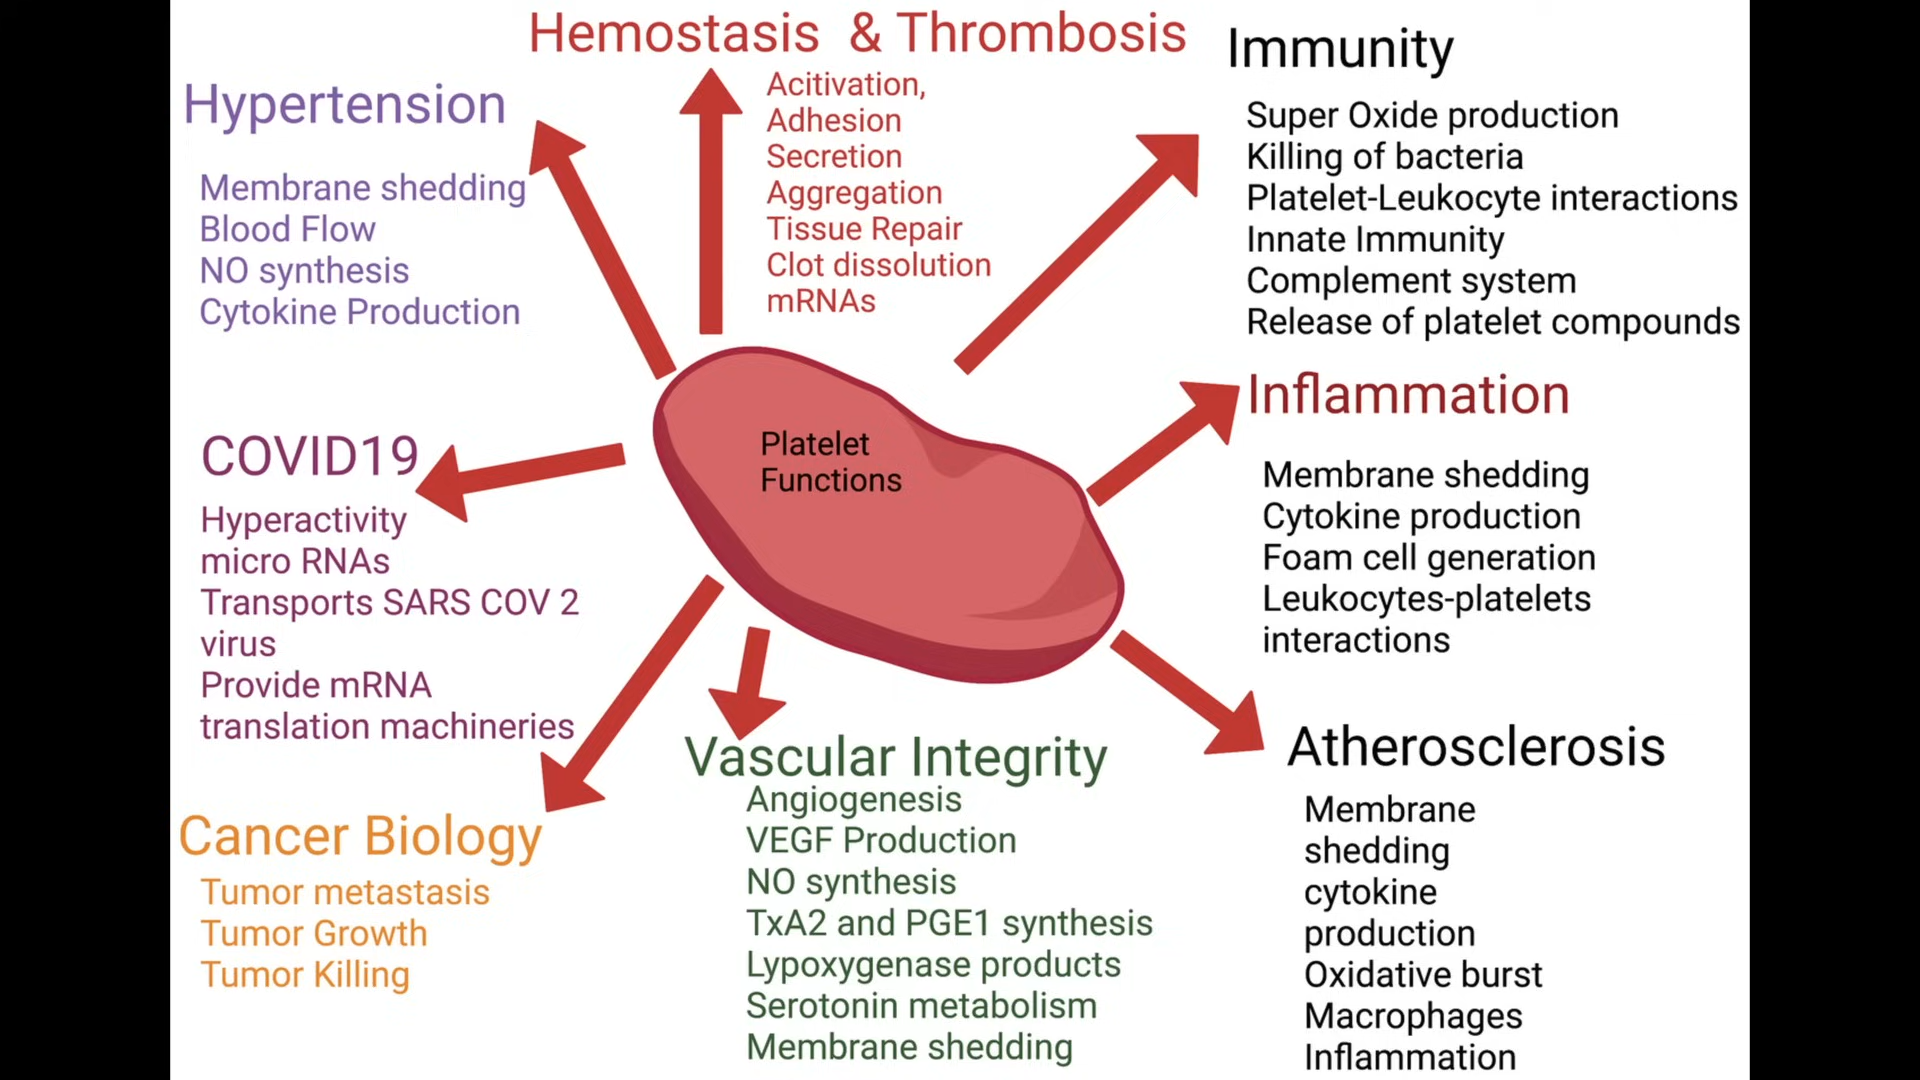 Hemostasis & Thrombosis
Acitivation,
Adhesion
Secretion
Aggregation
Tissue Repair
Clot dissolution
mRNAs
Immunity
Super Oxide production
Killing of bacteria
Platelet-Leukocyte interactions
Innate Immunity
Complement system
Release of platelet compounds
Hypertension
Membrane shedding
Blood Flow
NO synthesis
Cytokine Production
Platelet
Functions
Inflammation
Membrane shedding
Cytokine production
Foam cell generation
Leukocytes-platelets
interactions
COVID19
Hyperactivity
micro RNAs
Transports SARS COV 2
virus
Provide mRNA
translation machineries
Cancer Biology
Tumor metastasis
Tumor Growth
Tumor Killing
Vascular Integrity
Angiogenesis
VEGF Production
NO synthesis
TxA2 and PGE1 synthesis
Lypoxygenase products
Serotonin metabolism
Membrane shedding
Atherosclerosis
Membrane
shedding
cytokine
production
Oxidative burst
Macrophages
Inflammation